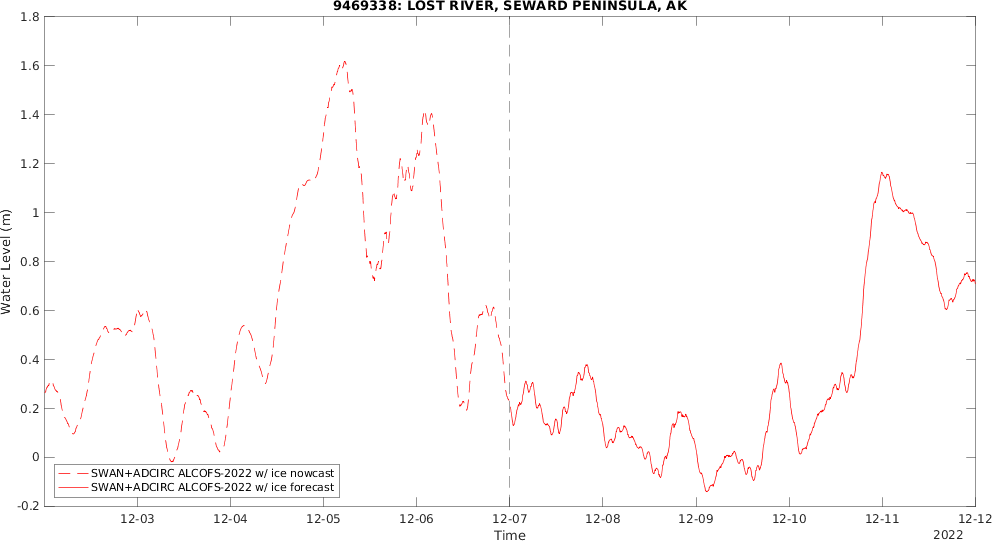 9469338: LOST RIVER, SEWARD PENINSULA, AK
1.8
1.6
1.4
1.2
1
0.8
0.6
0.4
0.2
0
-0.2
Water Level (m)
SWAN+ADCIRC ALCOFS-2022 w/ ice nowcast
SWAN+ADCIRC ALCOFS-2022 w/ ice forecast
12-03 12-04 12-05 12-06 12-07 12-08 12-09 12-10 12-11 12-12
Time
2022